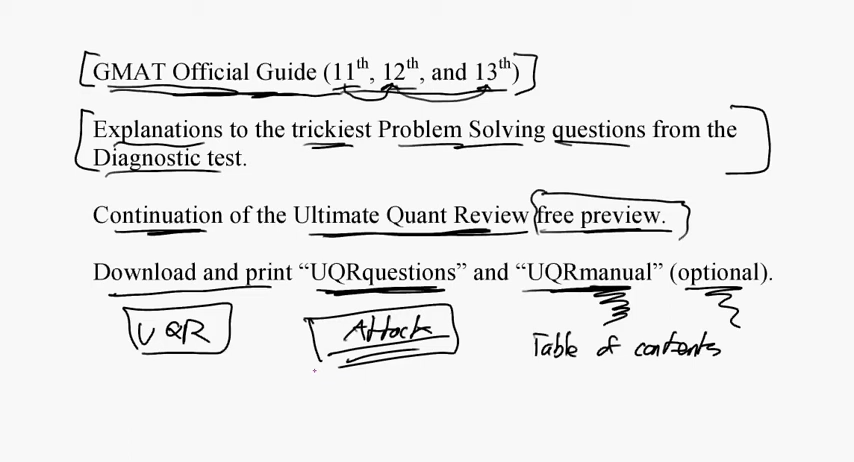 GMAT Official Guide (11th, 12th, and 13th)
Explanations to the trickiest Problem Solving questions from the
Diagnostic test.
Continuation of the Ultimate Quant Review free preview.
Download and print “UQRquestions” and “UQRmanual” (optional).
UQR Attack
Table of contents